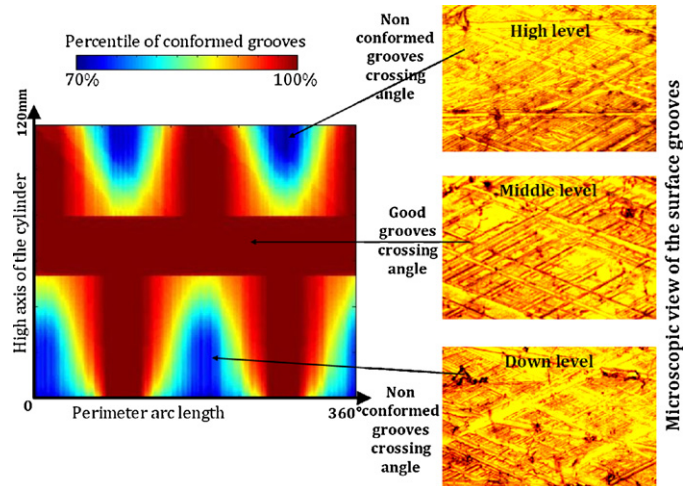 Percentile of conformed grooves
70%
100%
120mm
High axis of the cylinder
0
Perimeter arc length
360°
Non
conformed
grooves
crossing
angle
Good
grooves
crossing
angle
Non
conformed
grooves
crossing
angle
High level
Middle level
Down level
Microscopic view of the surface grooves